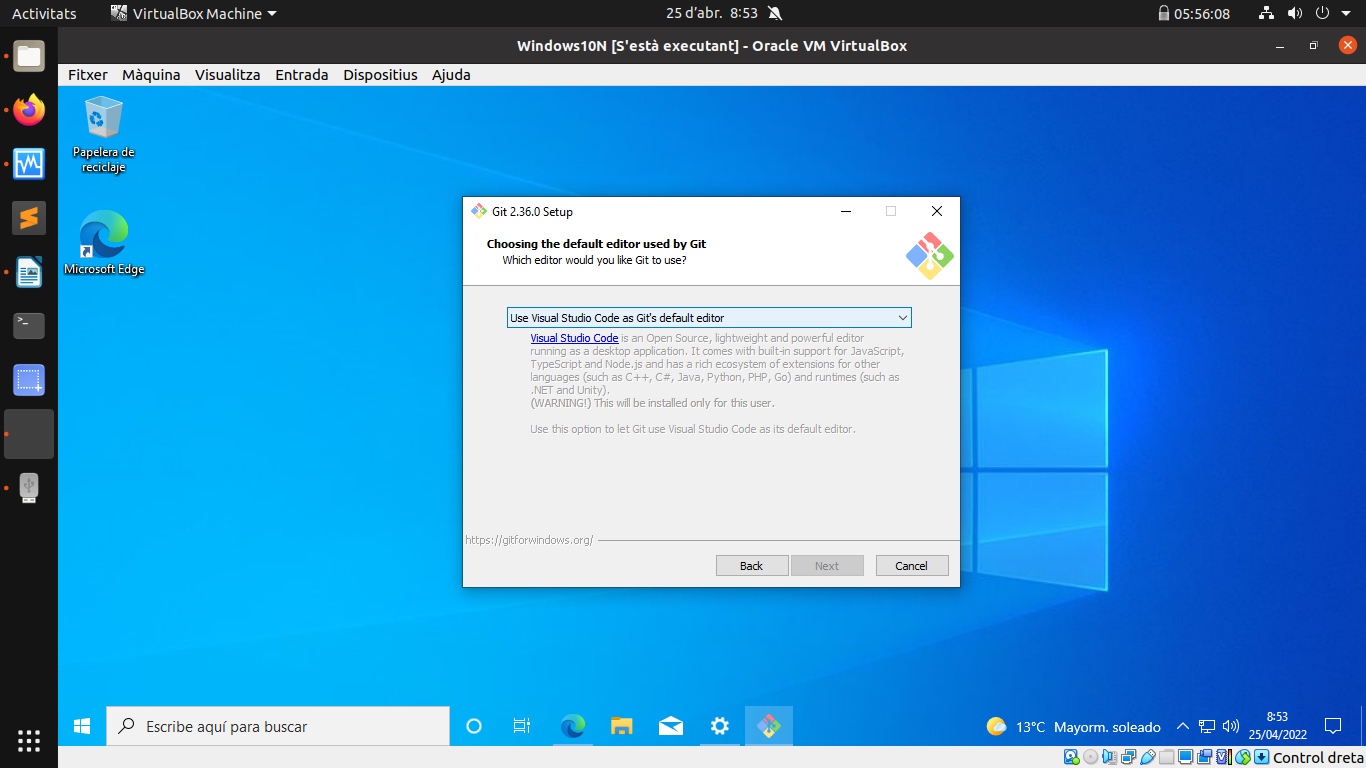 Activitats
VirtualBox Machine
25 d’abr.  8:53
05:56:08
Windows10N [S'està executant] - Oracle VM VirtualBox
Fitxer Màquina Visualitza Entrada Dispositius Ajuda
Papelera de
reciclaje
Microsoft Edge
Git 2.36.0 Setup
Choosing the default editor used by Git
Which editor would you like Git to use?
Use Visual Studio Code as Git's default editor
Visual Studio Code is an Open Source, lightweight and powerful editor
running as a desktop application. It comes with built-in support for JavaScript,
TypeScript and Node.js and has a rich ecosystem of extensions for other
languages (such as C++, C#, Java, Python, PHP, Go) and runtimes (such as
.NET and Unity).
(WARNING!) This will be installed only for this user.
Use this option to let Git use Visual Studio Code as its default editor.
https://gitforwindows.org/
Back Next Cancel
Escribe aquí para buscar
13°C Mayorm. soleado
8:53
25/04/2022
Control dreta